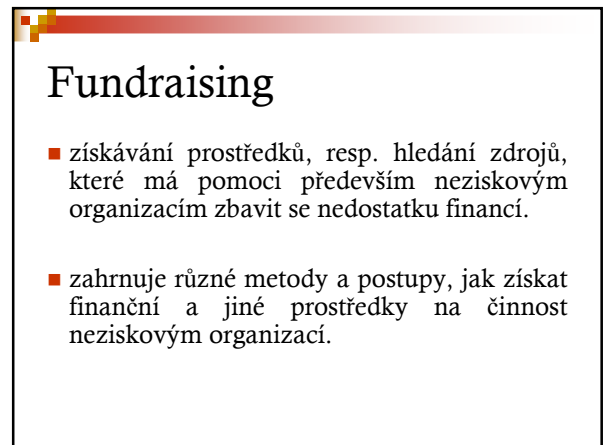 Fundraising
získávání prostředků, resp. hledání zdrojů,
které má pomoci především neziskovým
organizacím zbavit se nedostatku financí.
zahrnuje různé metody a postupy, jak získat
finanční a jiné prostředky na činnost
neziskovým organizací.